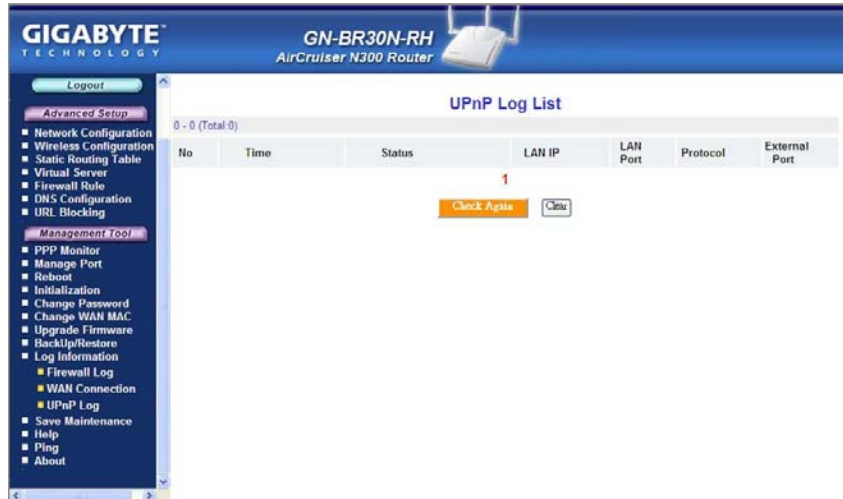 GIGABYTE™
TECHNOLOGY
GN-BR30N-RH
AirCruiser N300 Router
Logout
Advanced Setup
Network Configuration
Wireless Configuration
Static Routing Table
Virtual Server
Firewall Rule
DNS Configuration
URL Blocking
Management Tool
PPP Monitor
Manage Port
Reboot
Initialization
Change Password
Change WAN MAC
Upgrade Firmware
BackUp/Restore
Log Information
Firewall Log
WAN Connection
UPnP Log
Save Maintenance
Help
Ping
About
UPnP Log List
0 - 0 (Total:0)
No Time Status LAN IP LAN Port Protocol External Port
1
Check Again Clear